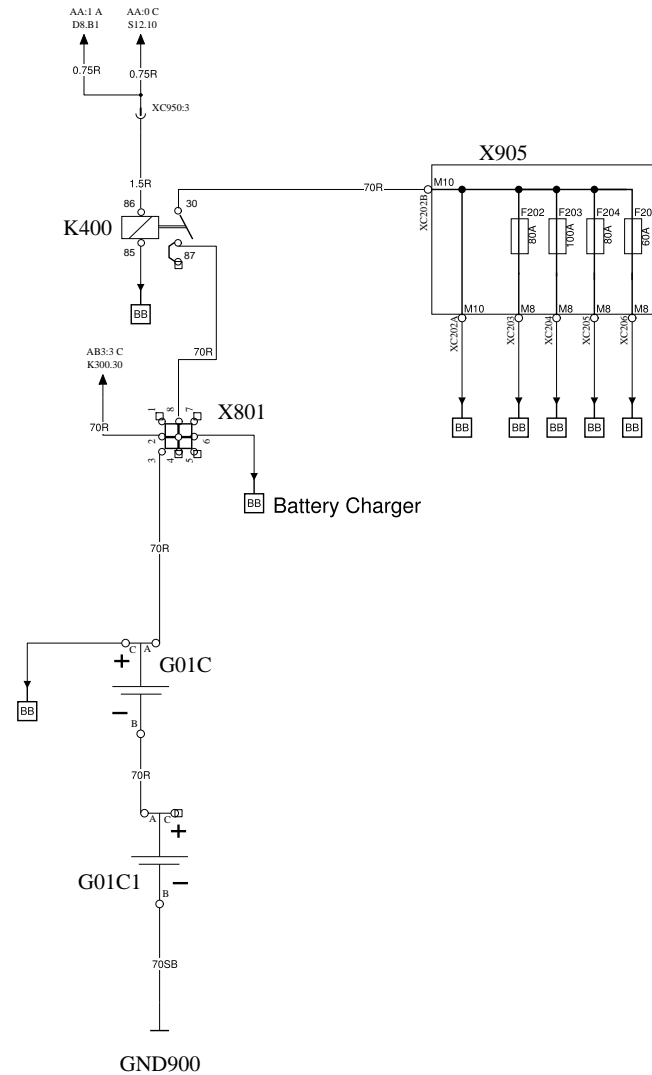 AA:1 A
D8.B1
AA:0 C
S12.10
0.75R
0.75R
XC950:3
1.5R
86
30
K400
85
87
BB
70R
X905
M10
XC202B
F202
80A
F203
100A
F204
80A
F20
60A
M10
M8
M8
M8
M8
XC202A
XC203
XC204
XC205
XC206
BB
BB
BB
BB
BB
70R
AB3:3 C
K300.30
X801
1
8
7
70R
2
6
3
4
5
BB
Battery Charger
70R
C
A
+
G01C
BB
−
B
70R
A
C
+
G01C1
−
B
70SB
GND900